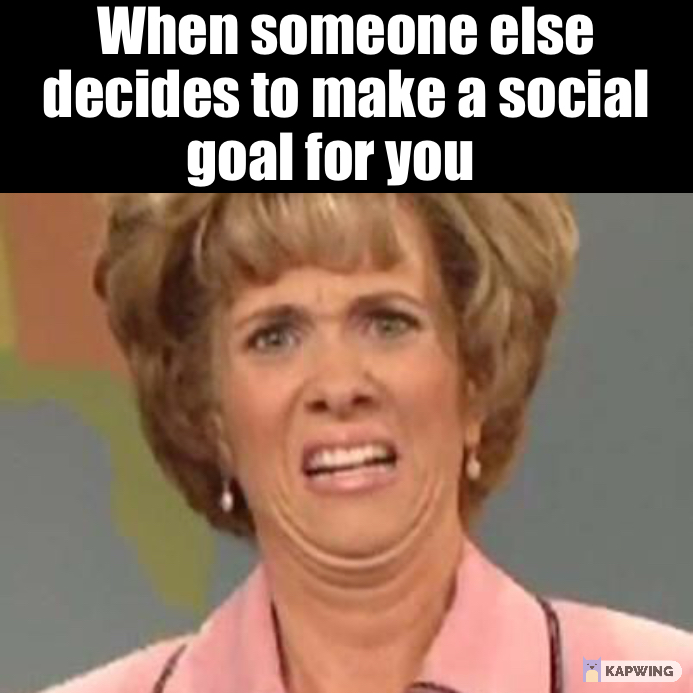 When someone else
decides to make a social
goal for you
KAPWING